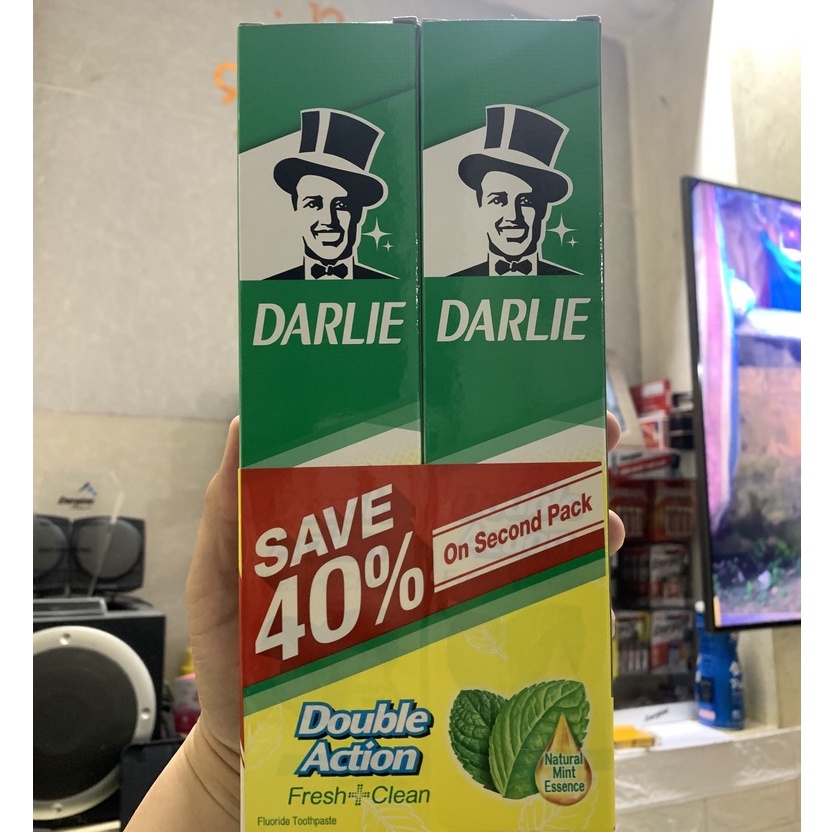 DARLIE
DARLIE
SAVE
40%
On Second Pack
Double
Action
Fresh+Clean
Natural
Mint
Essence
Fluoride Toothpaste